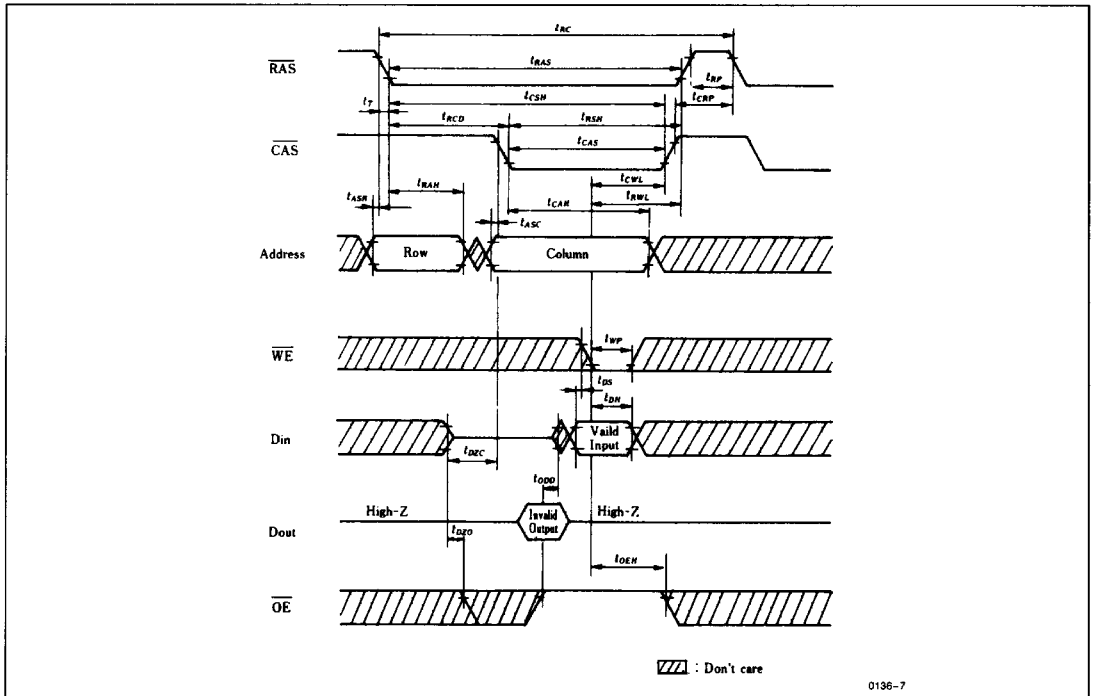 tRC
RAS
tRAS
tRP
tCSH
tCRP
tT
tRCD
tRSH
CAS
tCAS
tCWL
tRAH
tRWL
tASR
tCAH
tASC
Address
Row
Column
WE
tWP
tDS
tDH
Din
Vaild
Input
tDZC
tODD
High-Z
Invalid
Output
High-Z
Dout
tDZO
tOEH
OE
: Don't care
0136-7